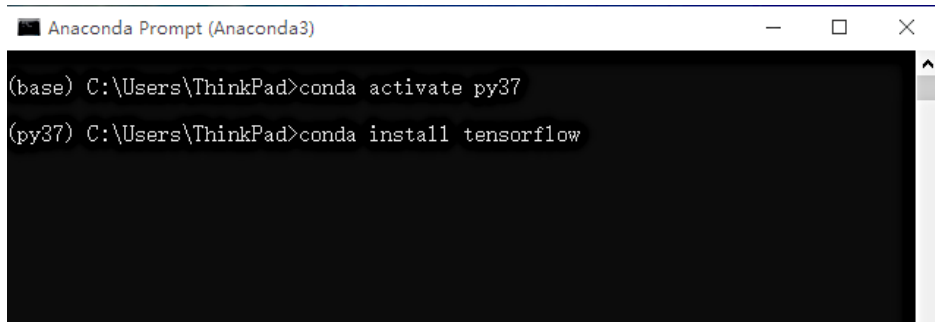 Anaconda Prompt (Anaconda3)
(base) C:\Users\ThinkPad>conda activate py37
(py37) C:\Users\ThinkPad>conda install tensorflow